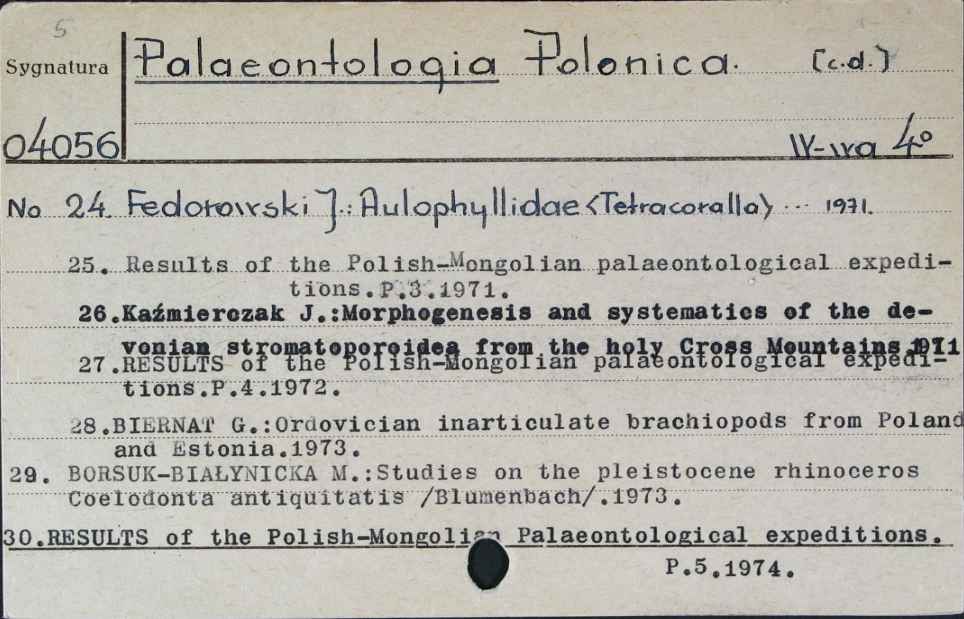 5
Sygnatura
Palaeontologia Polonica. [c.d.]
04056
IV-wa 4°
No 24. Fedorowski J.: Aulophyllidae <Tetracoralla> ... 1971.
25. Results of the Polish-Mongolian palaeontological expedi-
tions.P.3.1971.
26.Kaźmierczak J.:Morphogenesis and systematics of the de-
vonian stromatoporoidea from the holy Cross Mountains.1971
27.RESULTS of the Polish-Mongolian palaeontological expedi-
tions.P.4.1972.
28.BIERNAT G.:Ordovician inarticulate brachiopods from Poland
and Estonia.1973.
29. BORSUK-BIAŁYNICKA M.:Studies on the pleistocene rhinoceros
Coelodonta antiquitatis /Blumenbach/.1973.
30.RESULTS of the Polish-Mongolian Palaeontological expeditions.
P.5.1974.